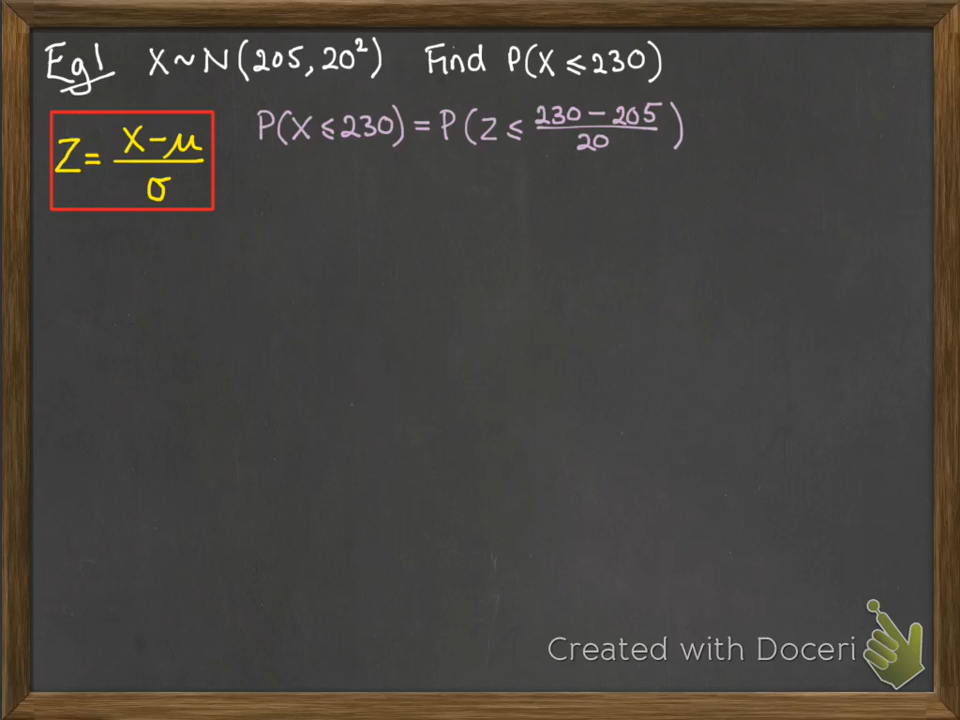 Eg1 X~N(205, 20²) Find P(X ⩽ 230)
Z = (X-μ)/σ
P(X ⩽ 230) = P(Z ⩽ (230 - 205)/20)
Created with Doceri